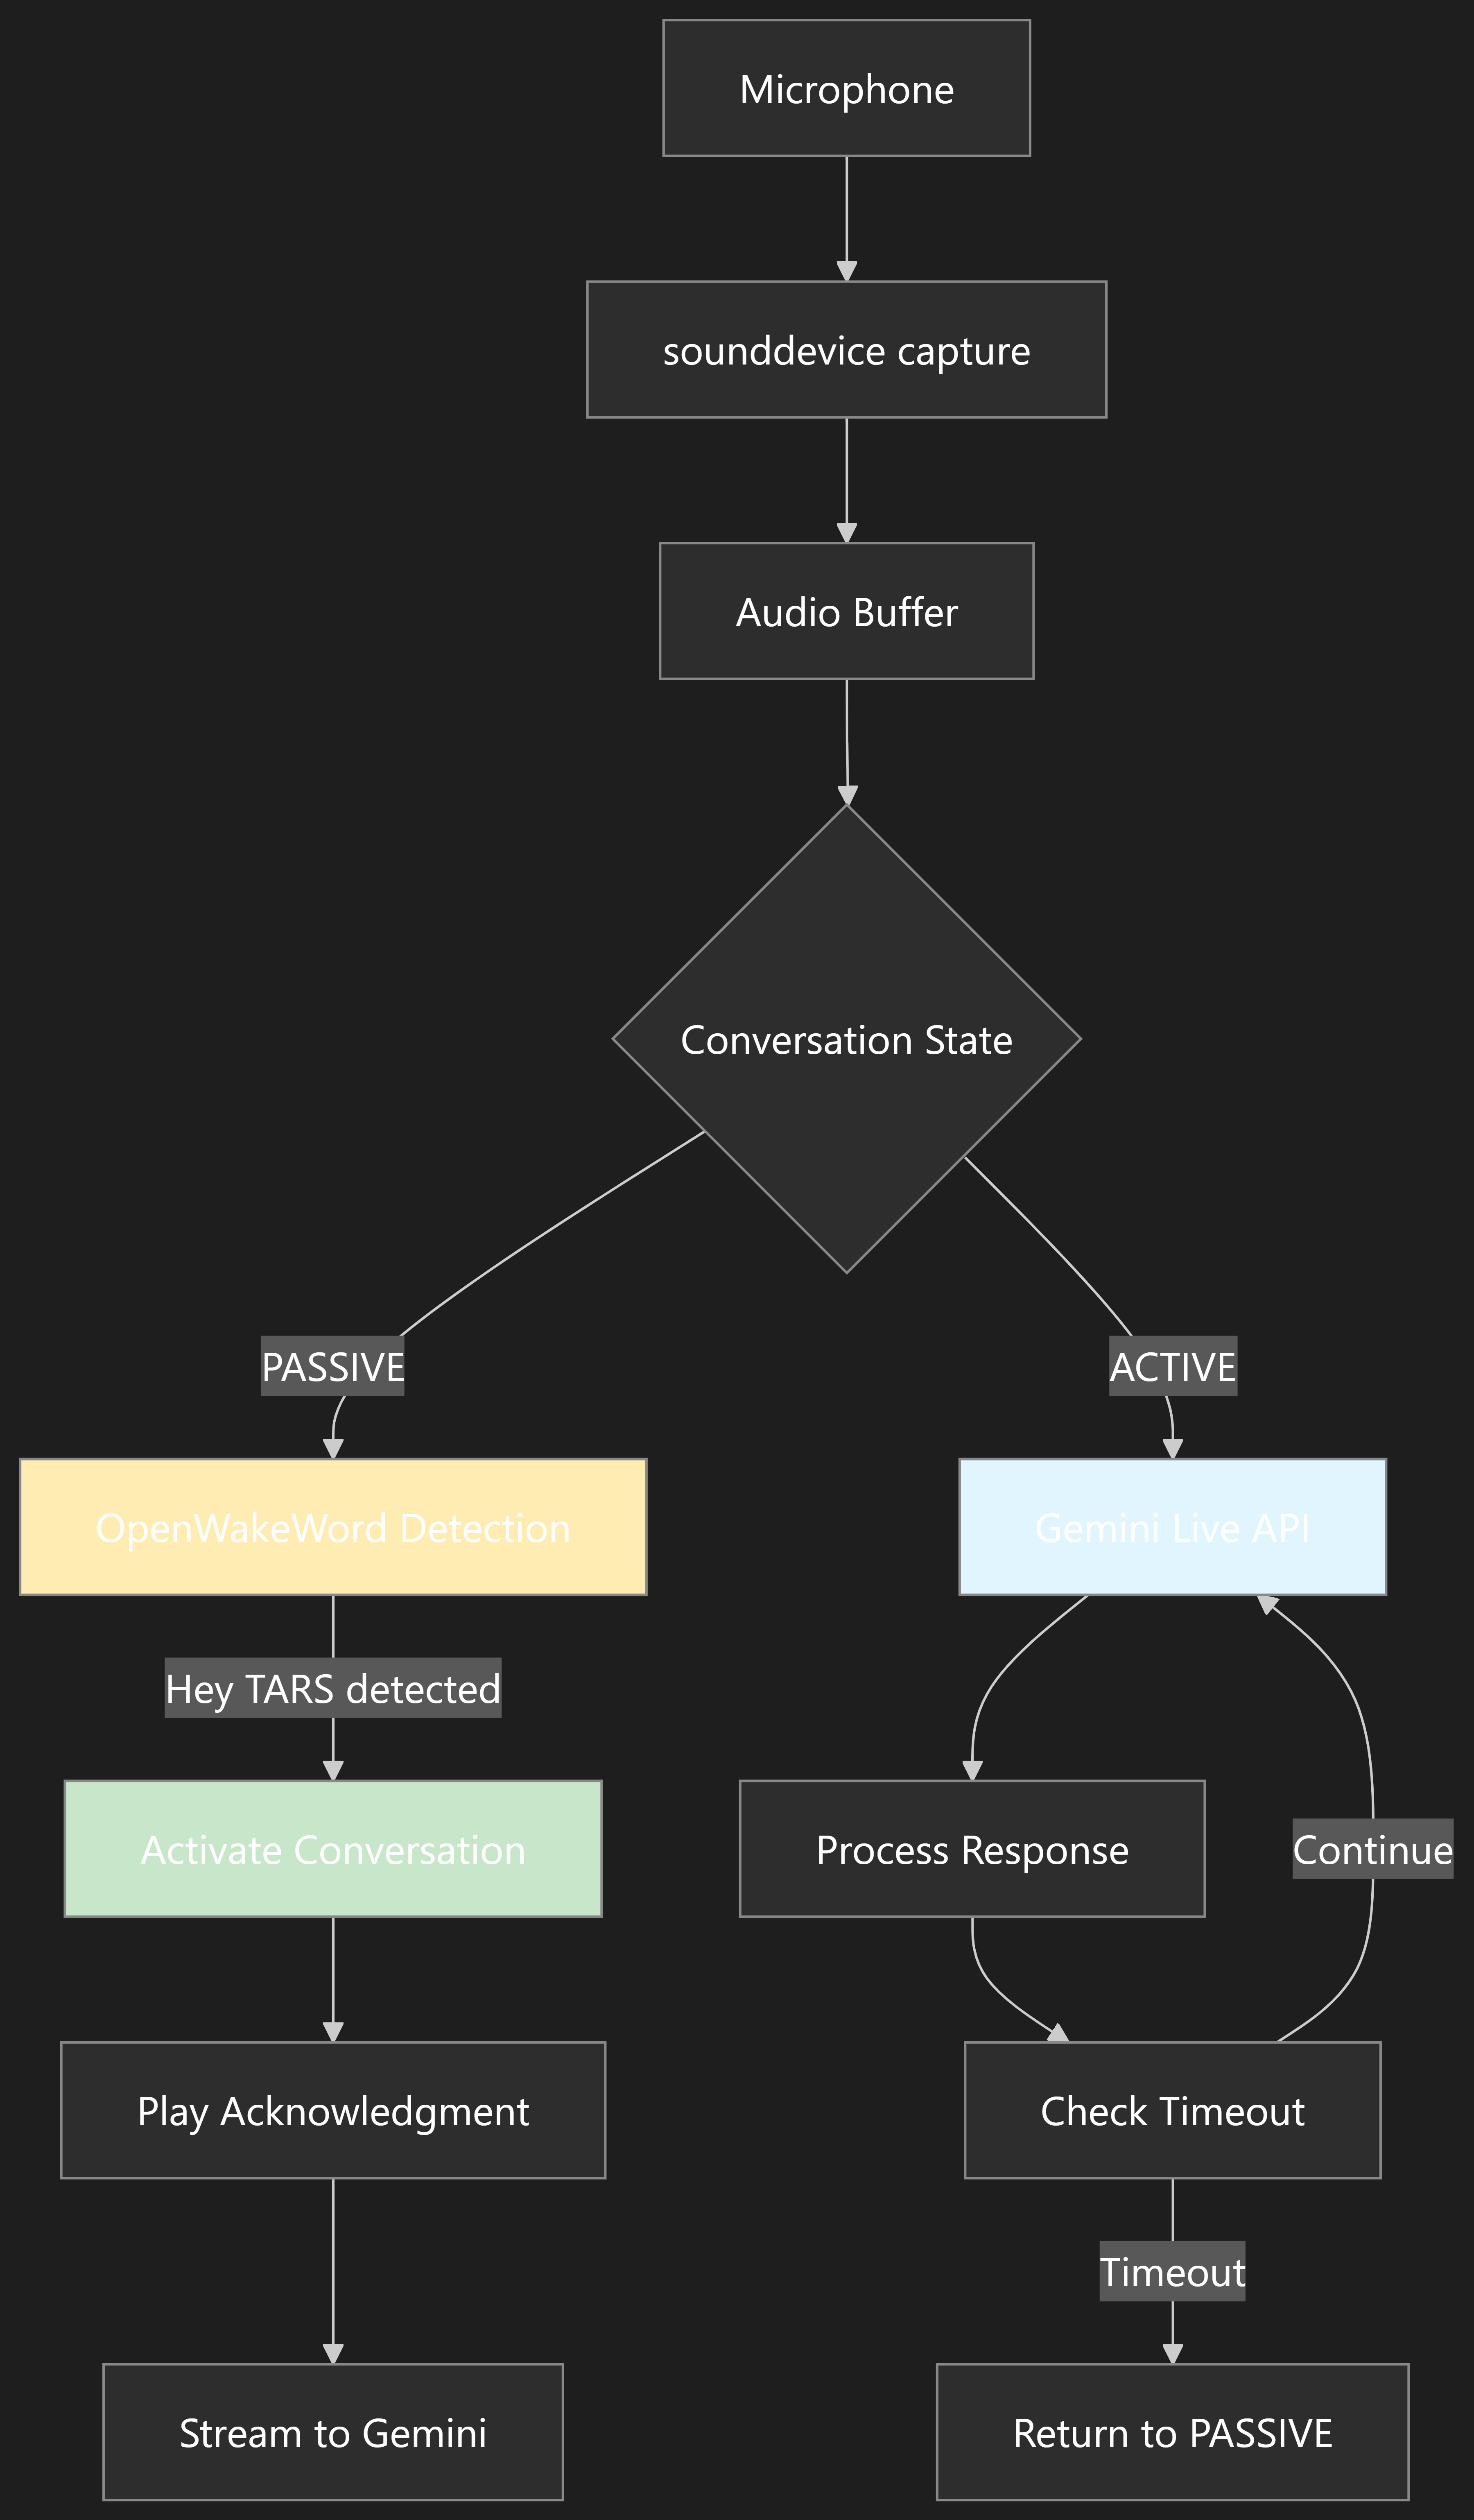 Microphone
sounddevice capture
Audio Buffer
Conversation State
PASSIVE
ACTIVE
OpenWakeWord Detection
Gemini Live API
Hey TARS detected
Activate Conversation
Process Response
Continue
Play Acknowledgment
Check Timeout
Timeout
Stream to Gemini
Return to PASSIVE